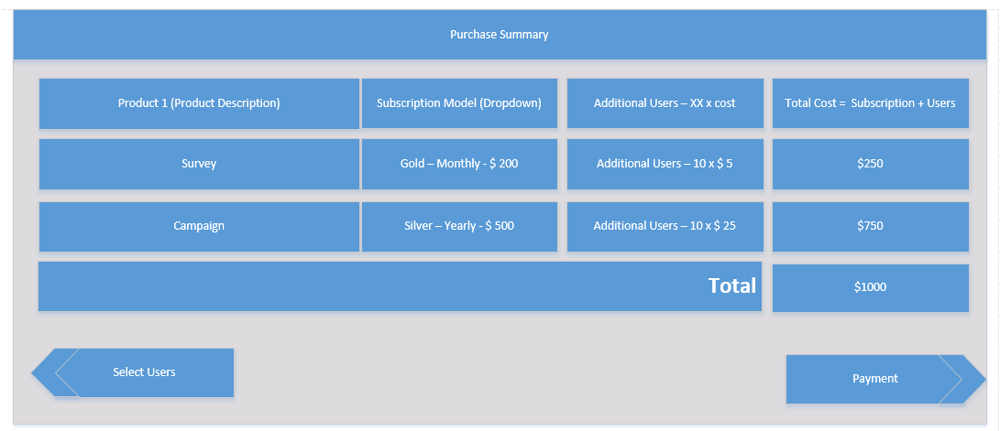 Purchase Summary
Product 1 (Product Description)
Subscription Model (Dropdown)
Additional Users – XX x cost
Total Cost =  Subscription + Users
Survey
Gold – Monthly - $ 200
Additional Users – 10 x $ 5
$250
Campaign
Silver – Yearly - $ 500
Additional Users – 10 x $ 25
$750
Total
$1000
Select Users
Payment